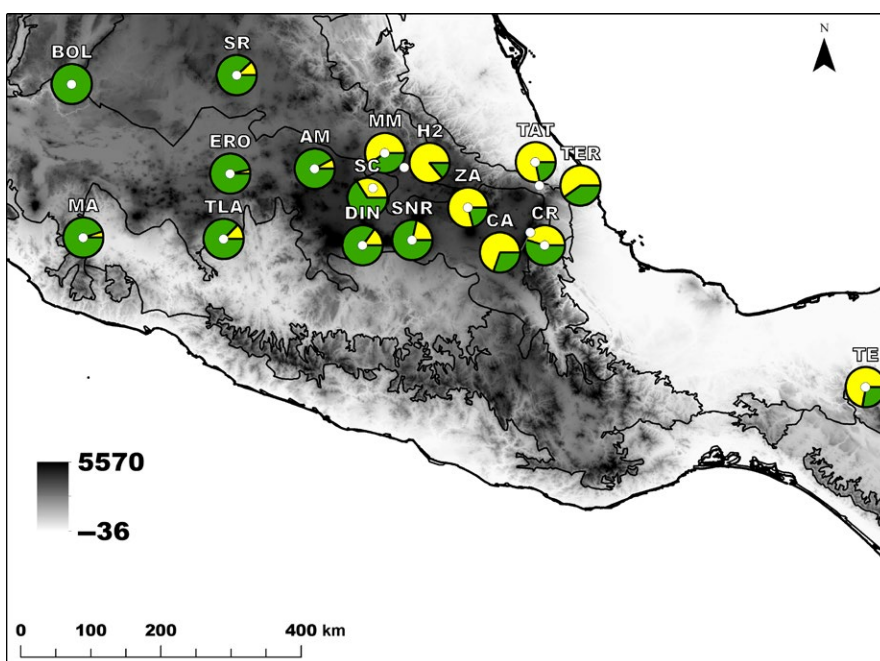 N
BOL
SR
MM
H2
TAT
ERO
AM
SC
ZA
TER
MA
TLA
DIN
SNR
CA
CR
TE
5570
−36
0 100 200 400 km